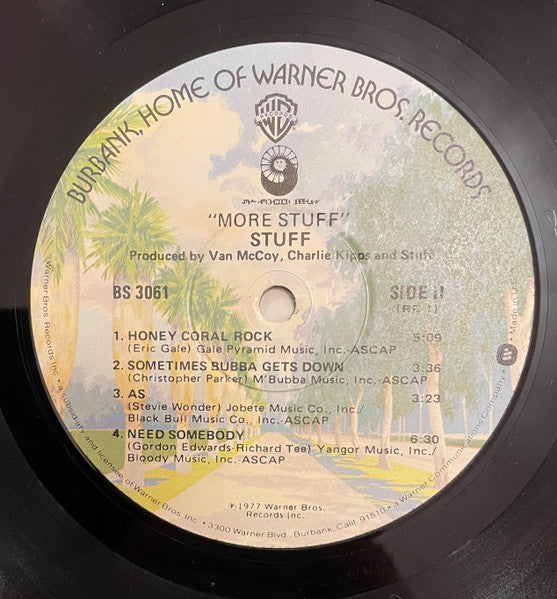 BURBANK, HOME OF WARNER BROS. RECORDS
RECORDS
"MORE STUFF"
STUFF
Produced by Van McCoy, Charlie Kipps and Stuff
BS 3061
SIDE II
1. HONEY CORAL ROCK 5:09
(Eric Gale) Gale Pyramid Music, Inc.-ASCAP
2. SOMETIMES BUBBA GETS DOWN 3:36
(Christopher Parker) M'Bubba Music, Inc.-ASCAP
3. AS 3:23
(Stevie Wonder) Jobete Music Co., Inc./
Black Bull Music Co., Inc.-ASCAP
4. NEED SOMEBODY 6:30
(Gordon Edwards-Richard Tee) Yangor Music, Inc./
Bloody Music, Inc.-ASCAP
℗ 1977 Warner Bros.
Records Inc.
Warner Bros. Records Inc., • a subsidiary and licensee of Warner Bros. Inc. • 3300 Warner Blvd., Burbank, Calif. 91510 • a Warner Communications Company • Made in